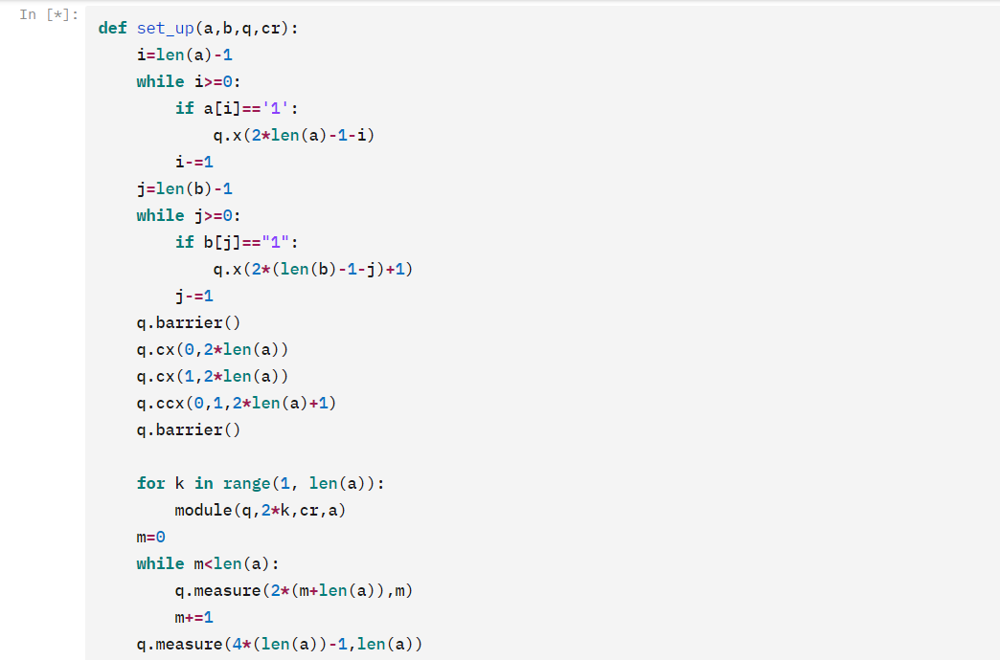 In [*]:
def set_up(a,b,q,cr):
    i=len(a)-1
    while i>=0:
        if a[i]=='1':
            q.x(2*len(a)-1-i)
        i-=1
    j=len(b)-1
    while j>=0:
        if b[j]=="1":
            q.x(2*(len(b)-1-j)+1)
        j-=1
    q.barrier()
    q.cx(0,2*len(a))
    q.cx(1,2*len(a))
    q.ccx(0,1,2*len(a)+1)
    q.barrier()

    for k in range(1, len(a)):
        module(q,2*k,cr,a)
    m=0
    while m<len(a):
        q.measure(2*(m+len(a)),m)
        m+=1
    q.measure(4*(len(a))-1,len(a))